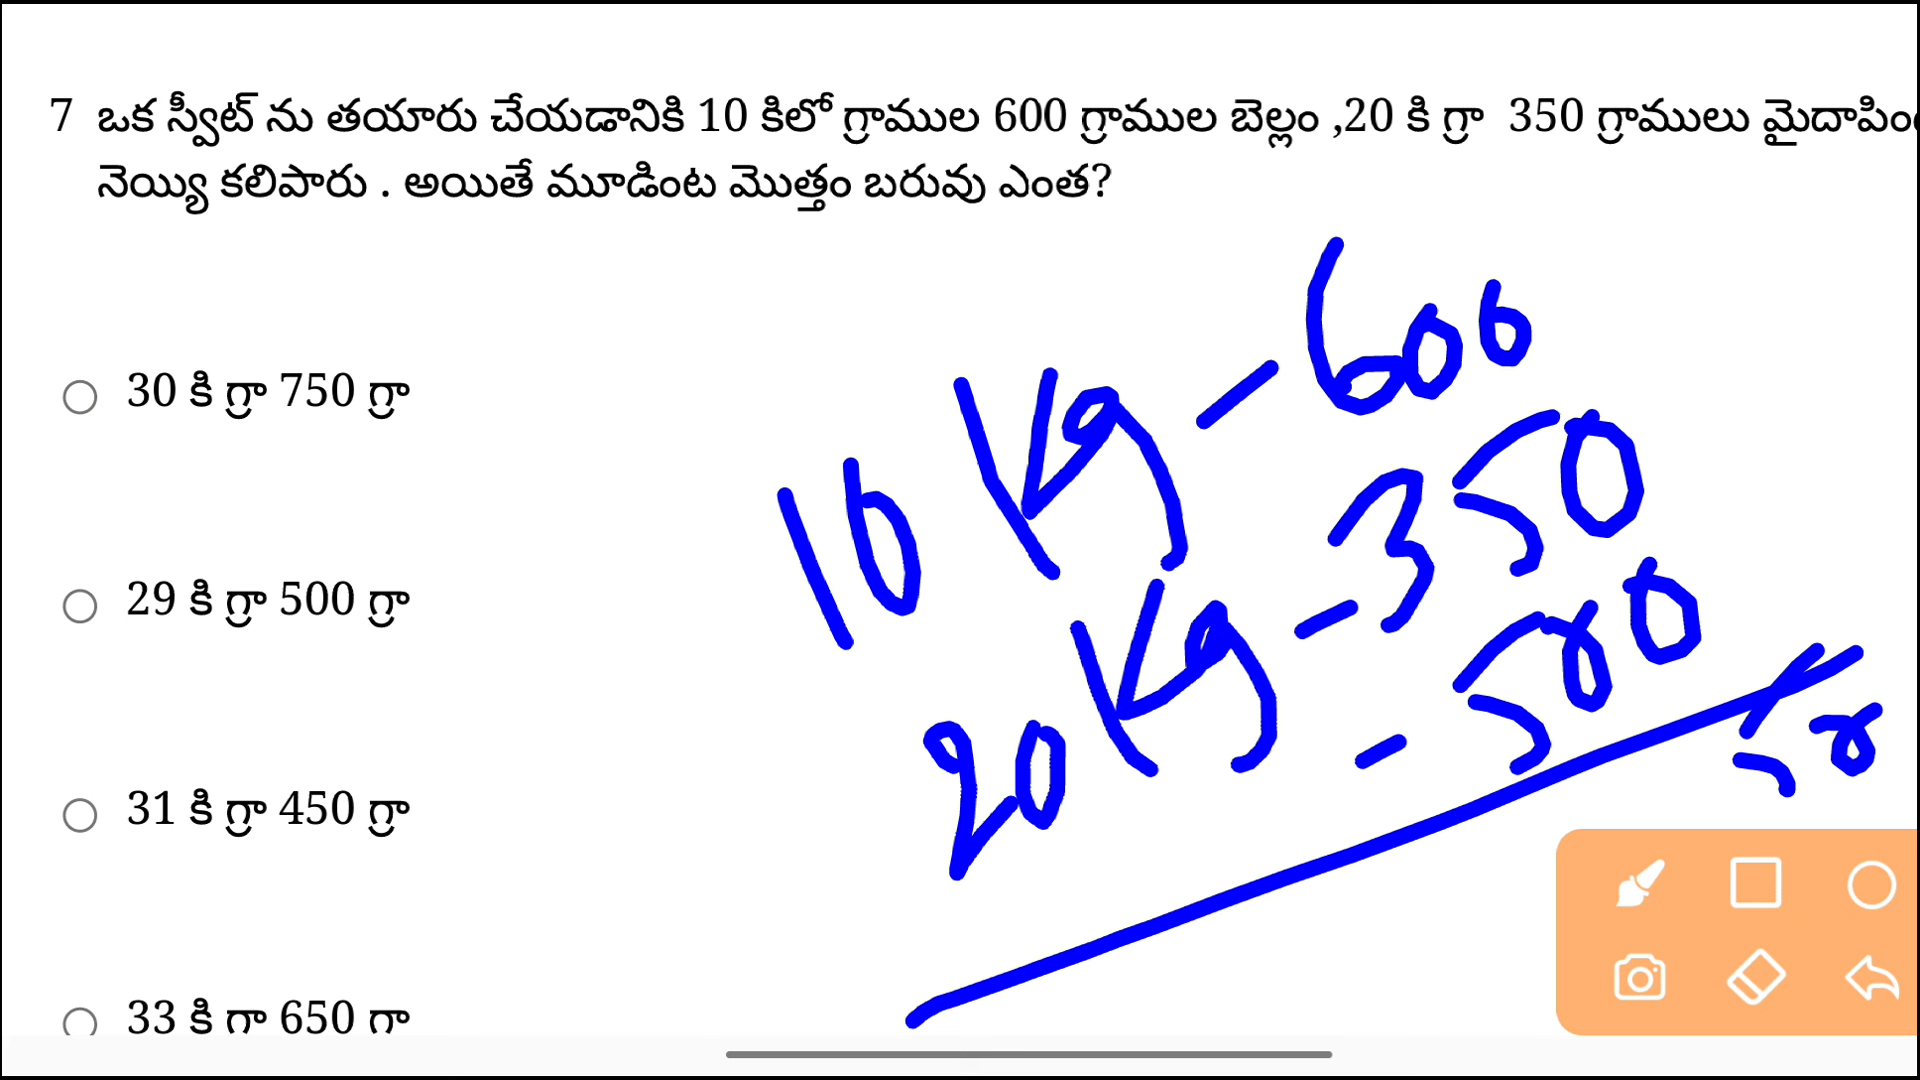 7 ఒక స్వీట్ ను తయారు చేయడానికి 10 కిలో గ్రాముల 600 గ్రాముల బెల్లం ,20 కి గ్రా 350 గ్రాములు మైదాపిం
నెయ్యి కలిపారు . అయితే మూడింట మొత్తం బరువు ఎంత?
30 కి గ్రా 750 గ్రా
29 కి గ్రా 500 గ్రా
31 కి గ్రా 450 గ్రా
33 కి గ్రా 650 గ్రా
10 Kg - 600
20 Kg - 350
- 500